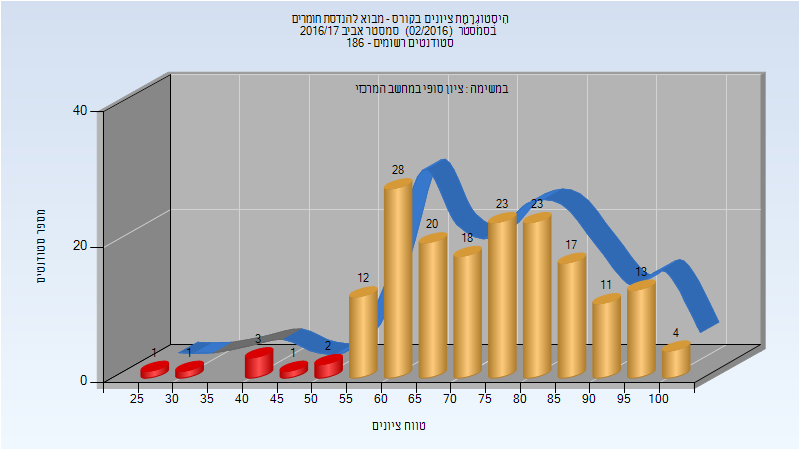 היסטוגרמת ציונים בקורס - מבוא להנדסת חומרים
בסמסטר (02/2016) סמסטר אביב 2016/17
סטודנטים רשומים - 186
במשימה : ציון סופי במחשב המרכזי
40
20
0
מספר סטודנטים
1
1
3
1
2
12
28
20
18
23
23
17
11
13
4
25 30 35 40 45 50 55 60 65 70 75 80 85 90 95 100
טווח ציונים